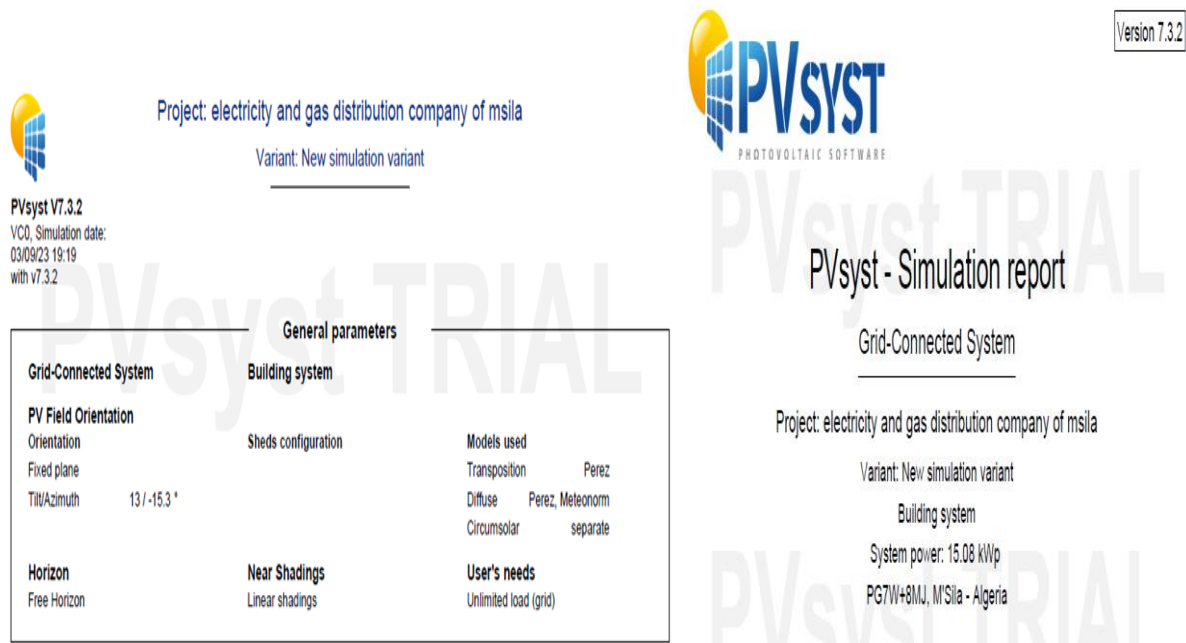 Project: electricity and gas distribution company of msila
Variant: New simulation variant
PVsyst V7.3.2
VC0, Simulation date:
03/09/23 19:19
with v7.3.2
PVsyst TRIAL
General parameters
Grid-Connected System Building system
PV Field Orientation
Orientation Sheds configuration Models used
Fixed plane Transposition Perez
Tilt/Azimuth 13 / -15.3 ° Diffuse Perez, Meteonorm
Circumsolar separate
Horizon Near Shadings User's needs
Free Horizon Linear shadings Unlimited load (grid)
Version 7.3.2
PVSYST
PHOTOVOLTAIC SOFTWARE
PVsyst TRIAL
PVsyst - Simulation report
Grid-Connected System
Project: electricity and gas distribution company of msila
Variant: New simulation variant
Building system
System power: 15.08 kWp
PG7W+8MJ, M'Sila - Algeria
PVsyst TRIAL